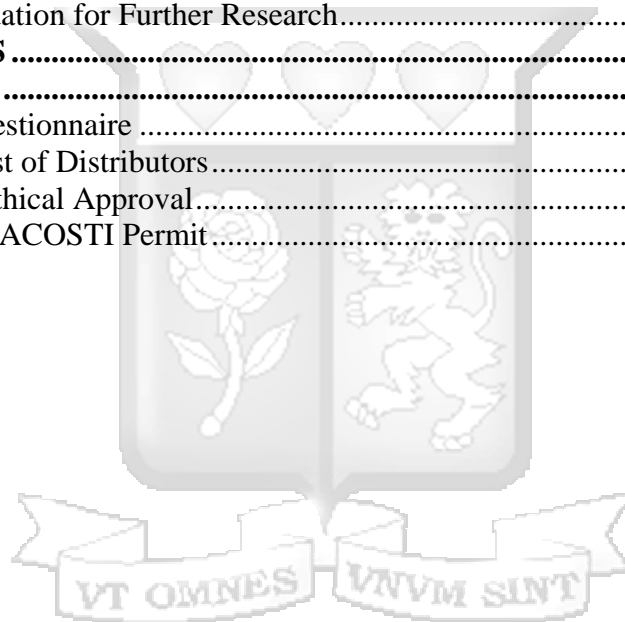 ation for Further Research....................................................
S.................................................................................................
.................................................................................................
estionnaire.......................................................................
st of Distributors............................................................
thical Approval...............................................................
ACOSTI Permit...............................................................
VT OMNES VNVM SINT